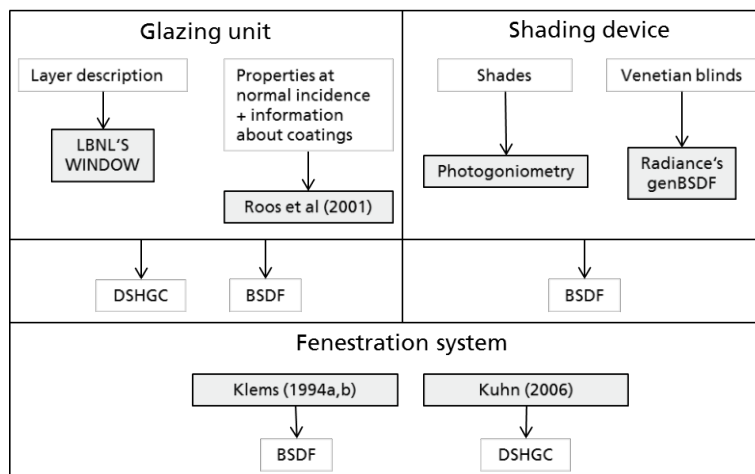 Glazing unit
Layer description
LBNL'S
WINDOW
Properties at
normal incidence
+ information
about coatings
Roos et al (2001)
DSHGC
BSDF
Shading device
Shades
Photogoniometry
Venetian blinds
Radiance's
genBSDF
BSDF
Fenestration system
Klems (1994a,b)
BSDF
Kuhn (2006)
DSHGC